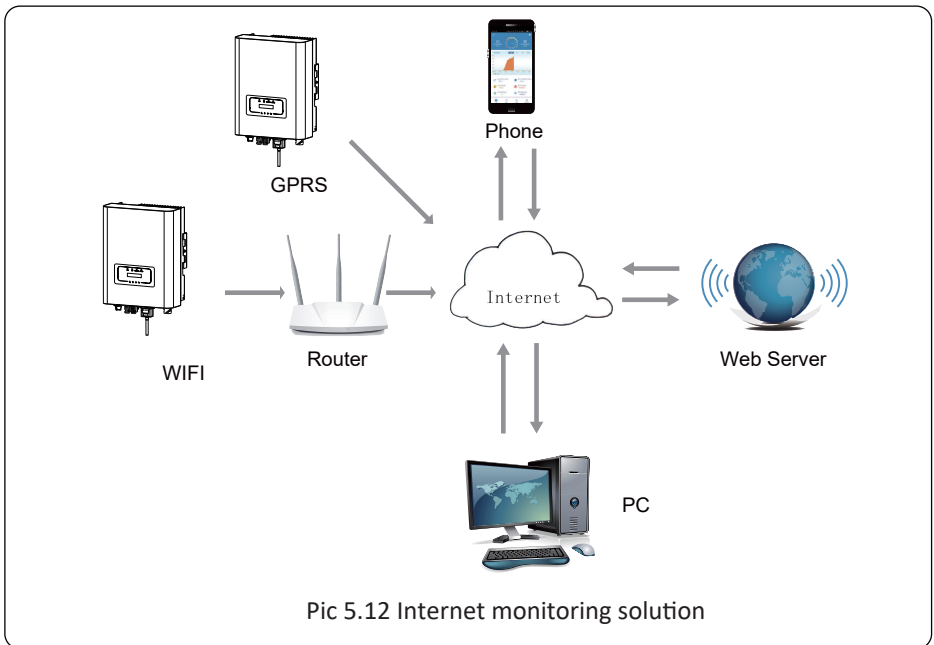 Phone
GPRS
Internet
WIFI
Router
Web Server
PC
Pic 5.12 Internet monitoring solution